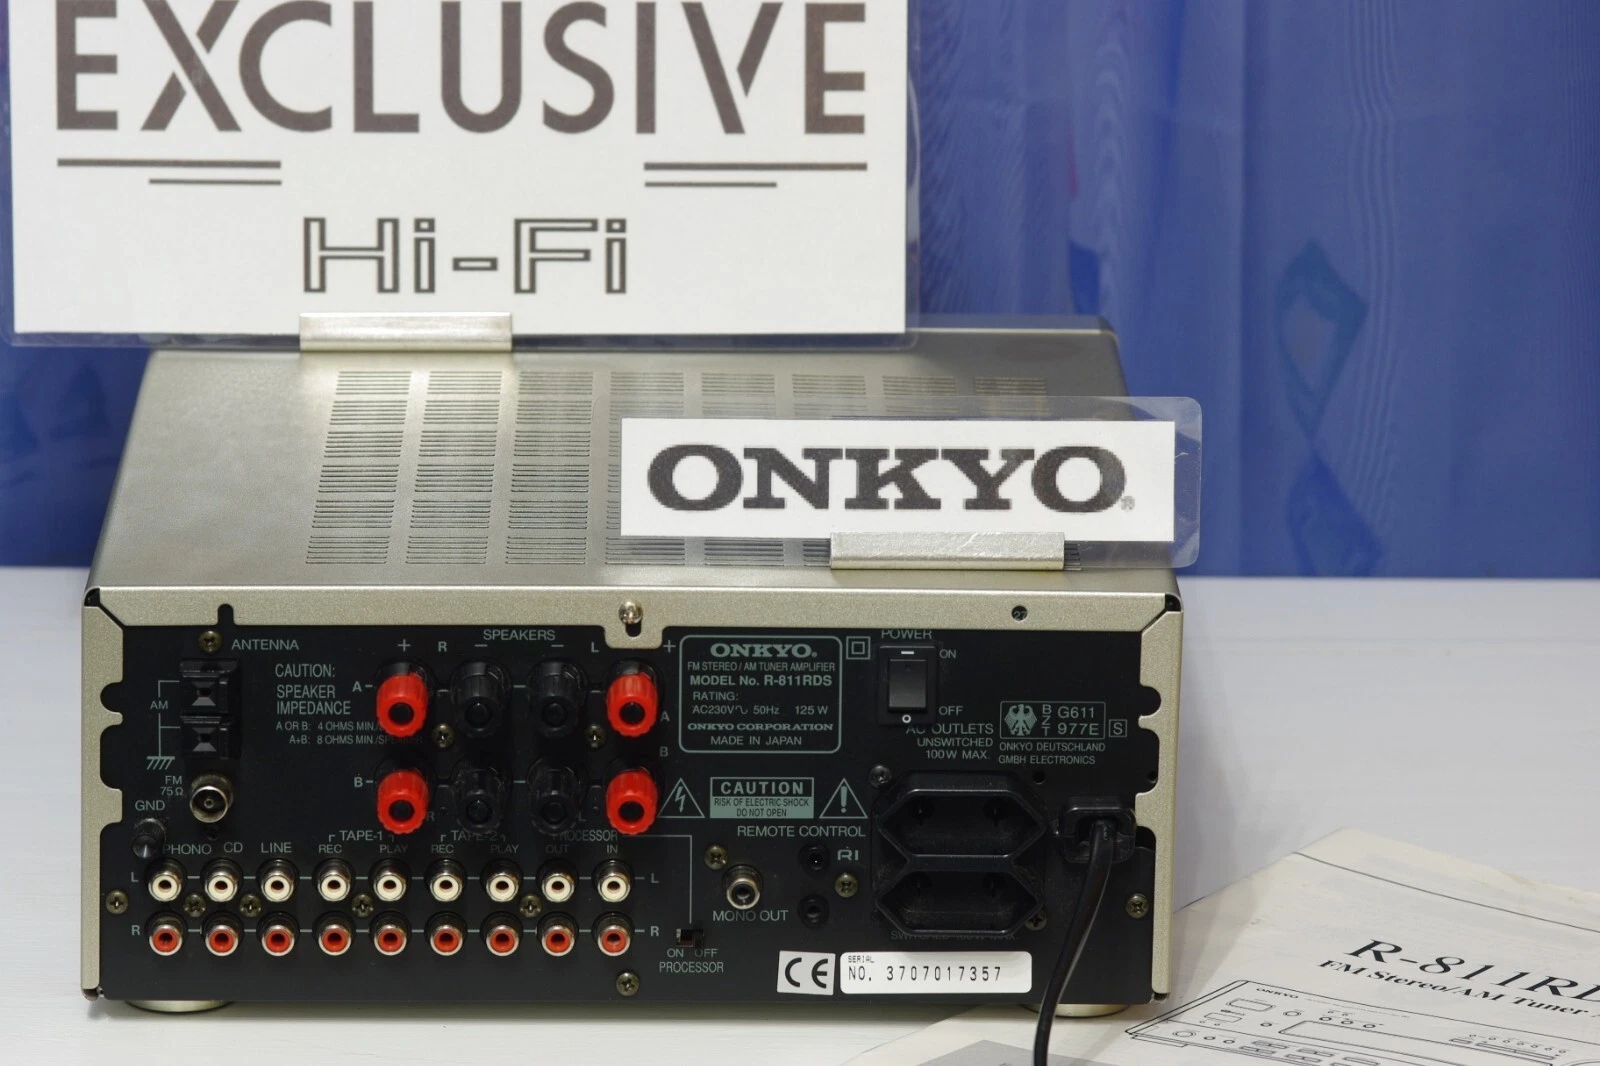 EXCLUSIVE
Hi-Fi
ONKYO®
ANTENNA
AM
FM
75Ω
GND
CAUTION:
SPEAKER
IMPEDANCE
A OR B: 4 OHMS MIN./
A+B: 8 OHMS MIN./
SPEAKERS
+ R − − L +
A
A
B
B
R
L
ONKYO®
FM STEREO / AM TUNER AMPLIFIER
MODEL No. R-811RDS
RATING:
AC230V~ 50Hz 125 W
ONKYO CORPORATION
MADE IN JAPAN
POWER
ON
OFF
AC OUTLETS
UNSWITCHED
100W MAX.
BZT G611
977E S
ONKYO DEUTSCHLAND
GMBH ELECTRONICS
CAUTION
RISK OF ELECTRIC SHOCK
DO NOT OPEN
REMOTE CONTROL
RI
TAPE-1 TAPE-2 PROCESSOR
PHONO CD LINE REC PLAY REC PLAY OUT IN
L L
R R
MONO OUT
ON OFF
PROCESSOR
CE
SERIAL
NO. 3707017357
R-811RD
FM Stereo/AM Tuner
ONKYO